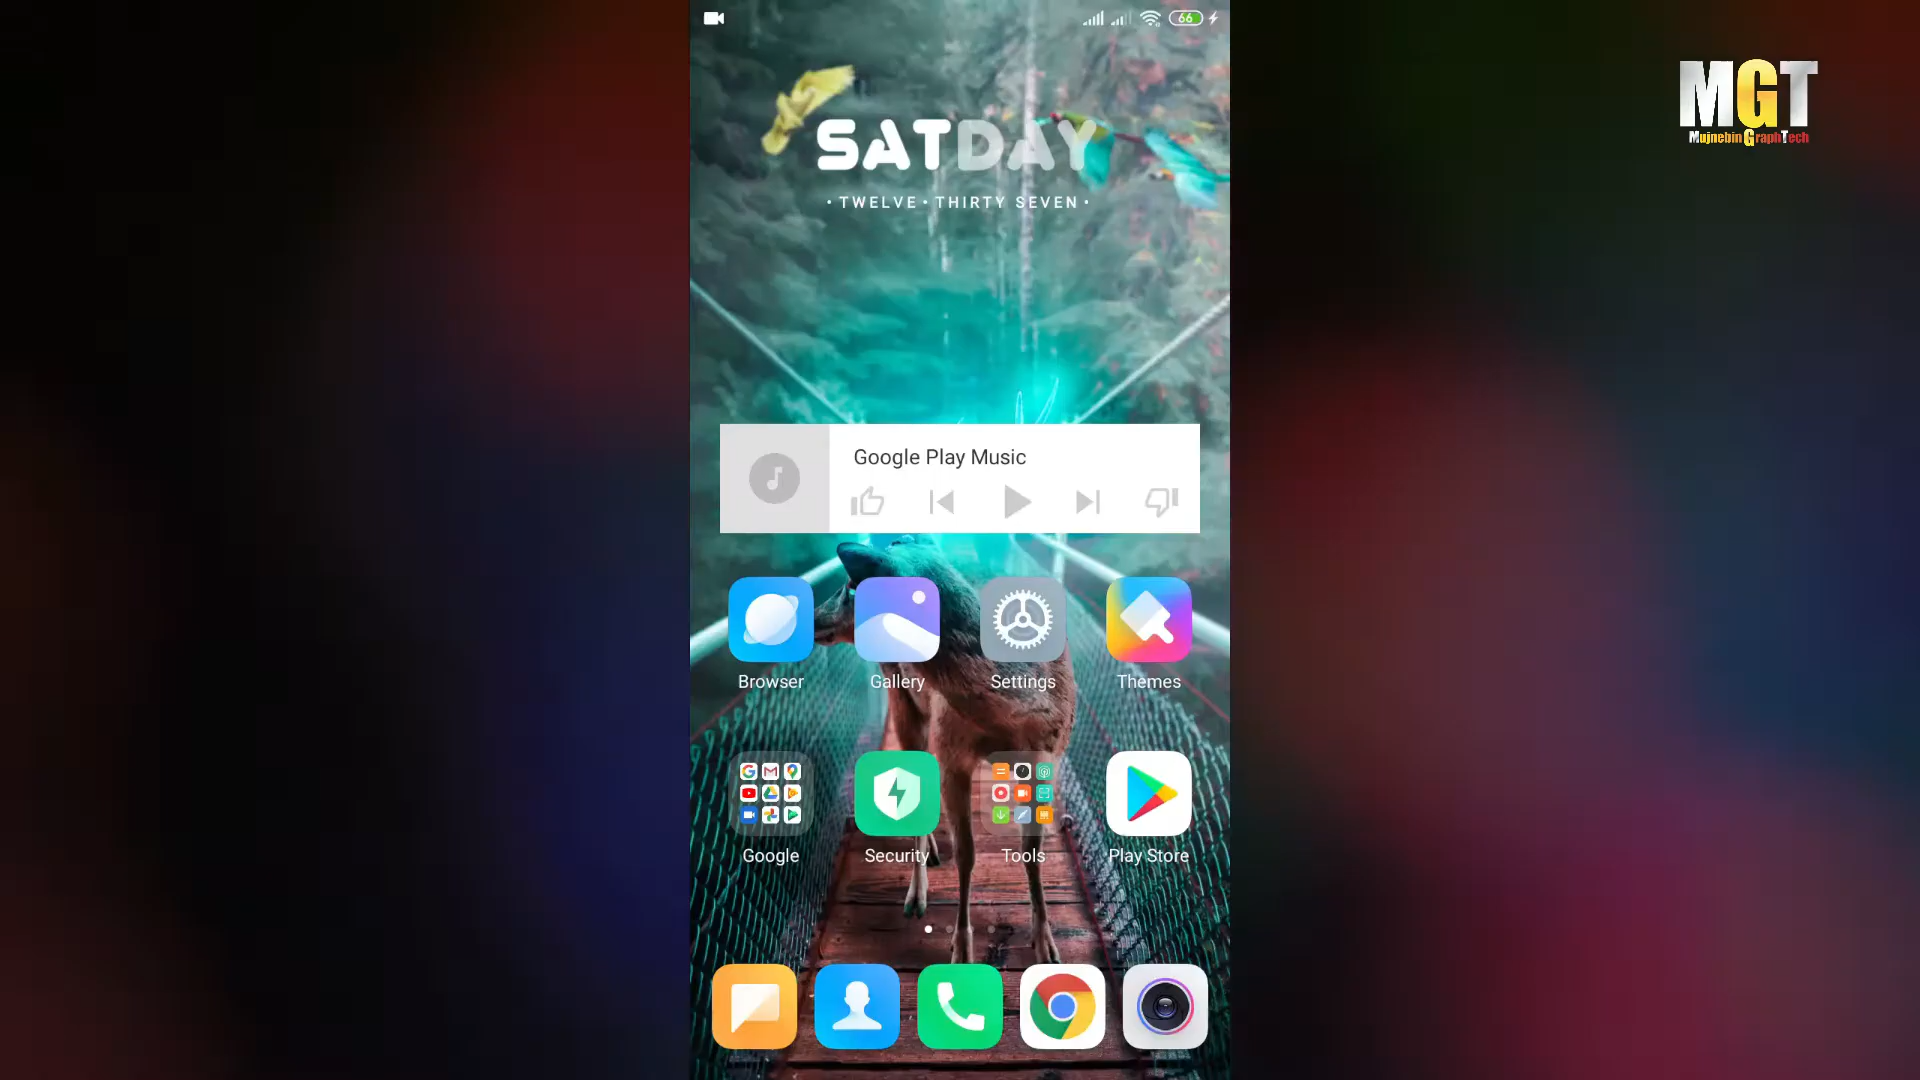 66
MGT
Mujnebin GraphTech
SATDAY
• TWELVE • THIRTY SEVEN •
Google Play Music
Browser
Gallery
Settings
Themes
Google
Security
Tools
Play Store